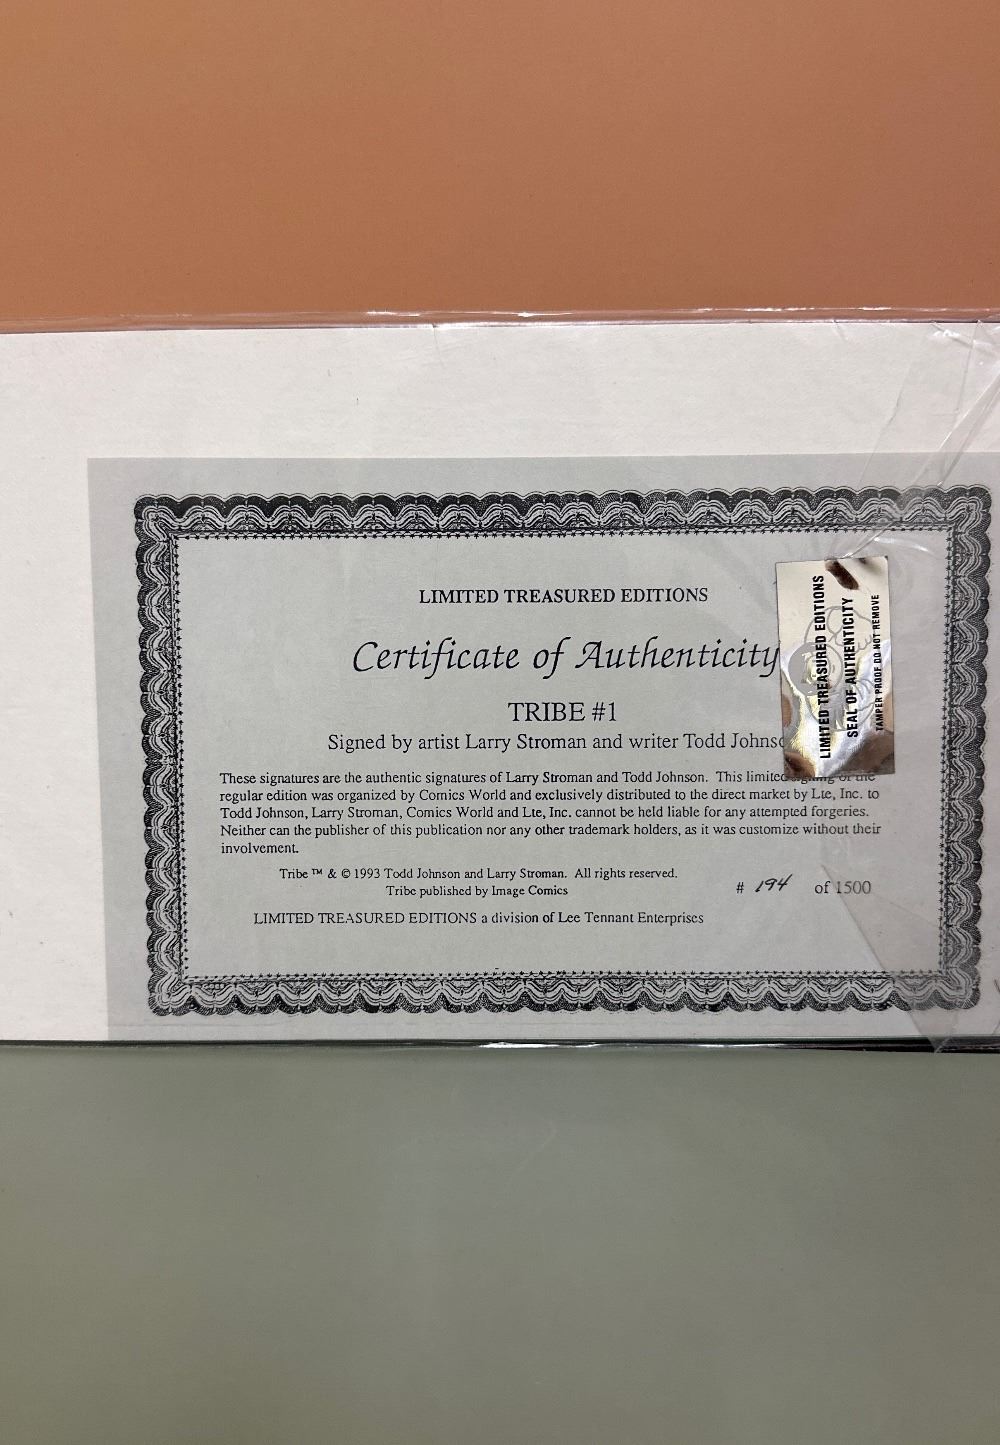 LIMITED TREASURED EDITIONS
Certificate of Authenticity
TRIBE #1
Signed by artist Larry Stroman and writer Todd Johnso
These signatures are the authentic signatures of Larry Stroman and Todd Johnson. This limited signing of the
regular edition was organized by Comics World and exclusively distributed to the direct market by Lte, Inc. to
Todd Johnson, Larry Stroman, Comics World and Lte, Inc. cannot be held liable for any attempted forgeries.
Neither can the publisher of this publication nor any other trademark holders, as it was customize without their
involvement.
Tribe ™ & © 1993 Todd Johnson and Larry Stroman. All rights reserved.
Tribe published by Image Comics
# 194 of 1500
LIMITED TREASURED EDITIONS a division of Lee Tennant Enterprises
LIMITED TREASURED EDITIONS
SEAL OF AUTHENTICITY
TAMPER PROOF DO NOT REMOVE